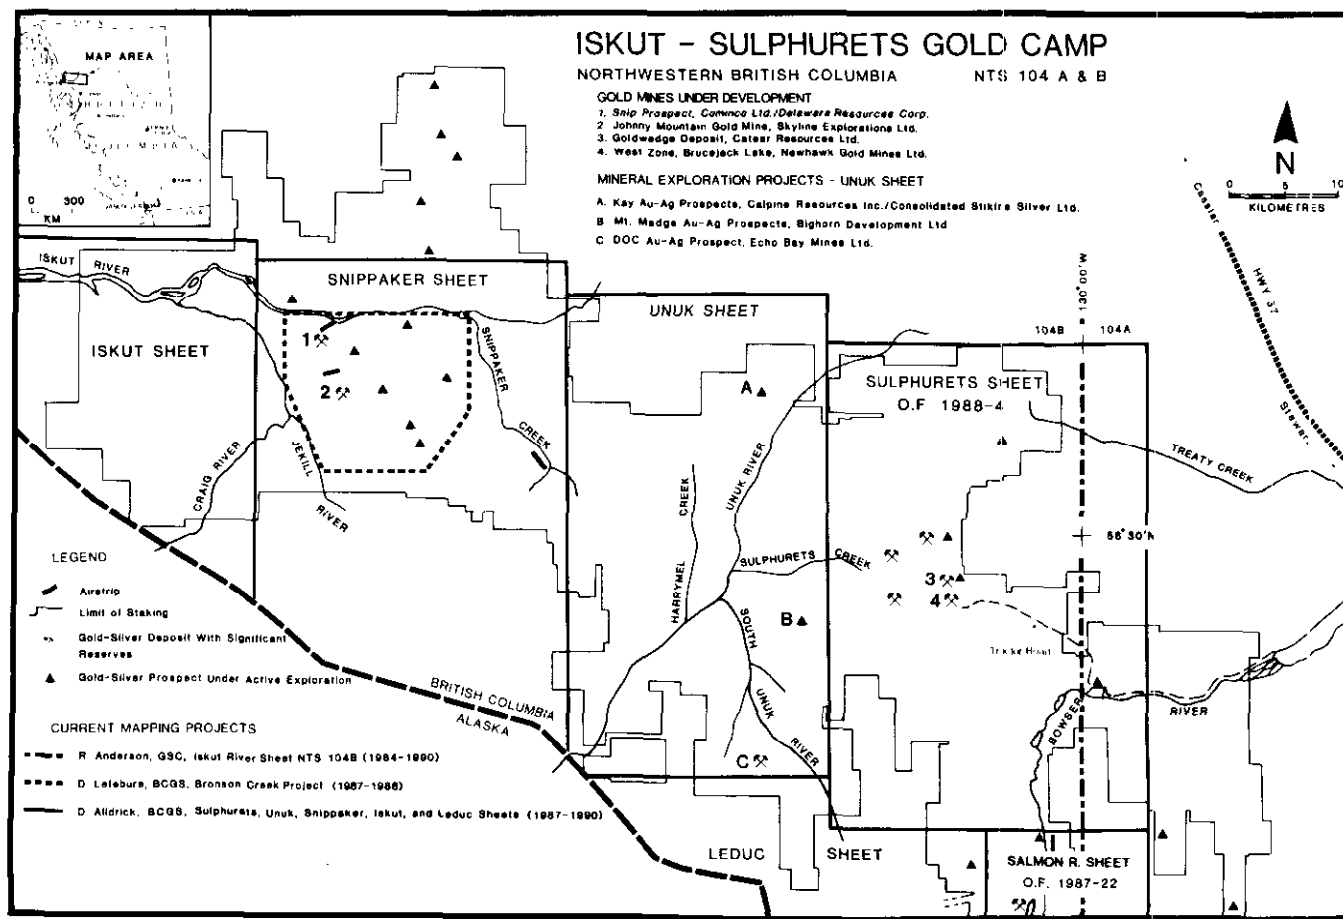 MAP AREA
0 300
KM
ISKUT – SULPHURETS GOLD CAMP
NORTHWESTERN BRITISH COLUMBIA NTS 104 A & B
GOLD MINES UNDER DEVELOPMENT
1. Snip Prospect, Cominco Ltd./Delaware Resources Corp.
2 Johnny Mountain Gold Mine, Skyline Explorations Ltd.
3. Goldwedge Deposit, Catear Resources Ltd.
4. West Zone, Brucejack Lake, Newhawk Gold Mines Ltd.
MINERAL EXPLORATION PROJECTS - UNUK SHEET
A. Kay Au-Ag Prospects, Calpine Resources Inc./Consolidated Stikine Silver Ltd.
B Mt. Madge Au-Ag Prospects, Bighorn Development Ltd
C DOC Au-Ag Prospect, Echo Bay Mines Ltd.
N
0 5 10
KILOMETRES
Cassiar
HWY 37
Stewart
130°00'W
104B 104A
56°30'N
ISKUT RIVER
ISKUT SHEET
SNIPPAKER SHEET
UNUK SHEET
SULPHURETS SHEET
O.F 1988-4
1
2
A
B
C
3
4
SNIPPAKER
CREEK
CRAIG RIVER
JEKILL
RIVER
HARRYMEL
CREEK
UNUK RIVER
SULPHURETS CREEK
SOUTH
UNUK
RIVER
TREATY CREEK
BOWSER
RIVER
BRITISH COLUMBIA
ALASKA
LEDUC SHEET
SALMON R. SHEET
O.F. 1987-22
LEGEND
Airstrip
Limit of Staking
Gold-Silver Deposit With Significant
Reserves
Gold-Silver Prospect Under Active Exploration
CURRENT MAPPING PROJECTS
R Anderson, GSC, Iskut River Sheet NTS 104B (1984-1990)
D Lefebure, BCGS, Bronson Creek Project (1987-1988)
D Alldrick, BCGS, Sulphurets, Unuk, Snippaker, Iskut, and Leduc Sheets (1987-1990)